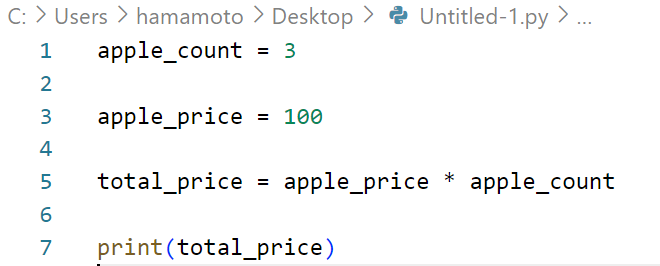 C: > Users > hamamoto > Desktop > Untitled-1.py > ...
1 apple_count = 3
2
3 apple_price = 100
4
5 total_price = apple_price * apple_count
6
7 print(total_price)